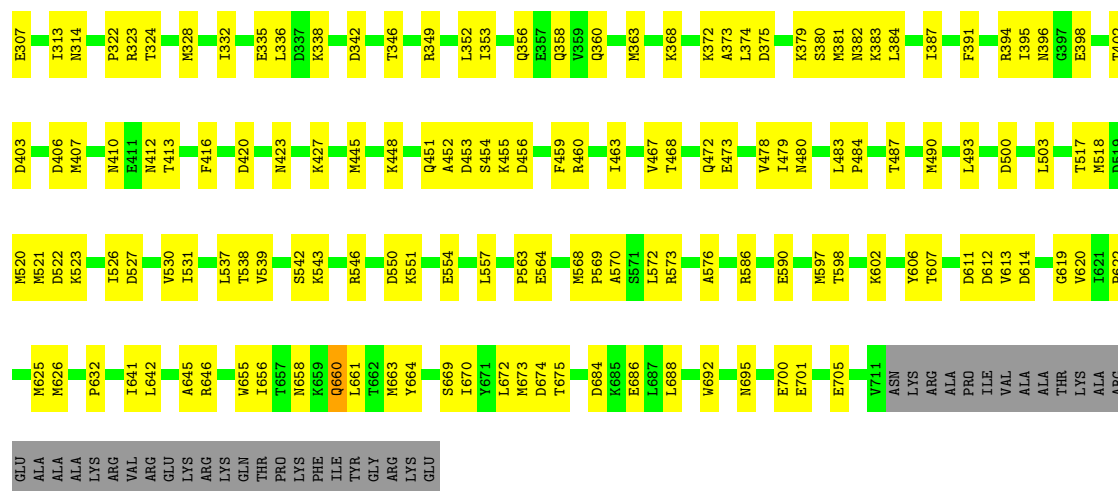 E307 I313 N314 P322 R323 T324 M328 I332 E335 L336 D337 K338 D342 T346 R349 L352 I353 Q356 E357 Q358 V359 Q360 M363 K368 K372 A373 L374 D375 K379 S380 M381 N382 K383 L384 I387 F391 R394 I395 N396 G397 E398 T402
D403 D406 M407 N410 E411 N412 T413 F416 D420 N423 K427 M445 K448 Q451 A452 D453 S454 K455 D456 F459 R460 I463 V467 T468 Q472 E473 V478 I479 N480 L483 P484 T487 M490 L493 D500 L503 T517 M518 D519
M520 M521 D522 K523 I526 D527 V530 I531 L537 T538 V539 S542 K543 R546 D550 K551 E554 L557 P563 E564 M568 P569 A570 S571 L572 R573 A576 R586 E590 M597 T598 K602 Y606 T607 D611 D612 V613 D614 G619 V620 I621
M625 M626 P632 I641 L642 A645 R646 W655 I656 T657 N658 K659 Q660 L661 T662 M663 Y664 S669 I670 Y671 L672 M673 D674 T675 D684 K685 E686 L687 L688 W692 N695 E700 E701 E705 V711 ASN LYS ARG ALA PRO ILE VAL ALA ALA THR LYS ALA
GLU ALA ALA ALA LYS ARG VAL ARG GLU LYS ARG LYS GLN THR PRO LYS PHE ILE TYR GLY ARG LYS GLU